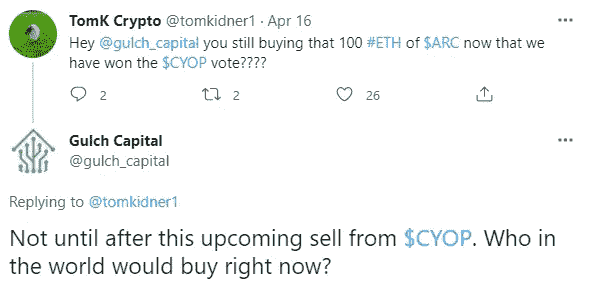 TomK Crypto @tomkidner1 · Apr 16
Hey @gulch_capital you still buying that 100 #ETH of $ARC now that we
have won the $CYOP vote????
2 2 26
Gulch Capital
@gulch_capital
Replying to @tomkidner1
Not until after this upcoming sell from $CYOP. Who in
the world would buy right now?